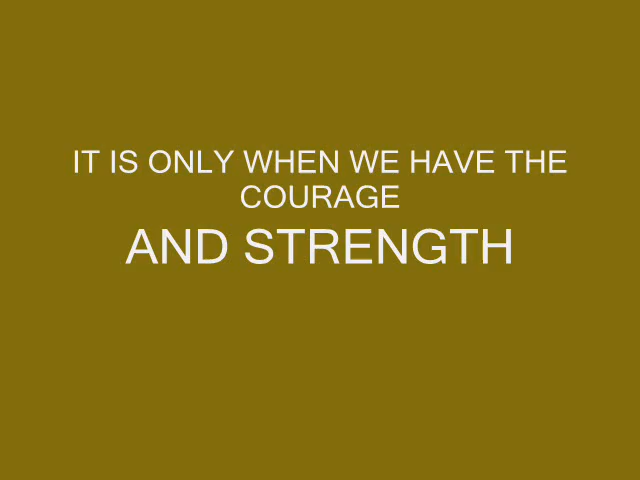 IT IS ONLY WHEN WE HAVE THE
COURAGE
AND STRENGTH